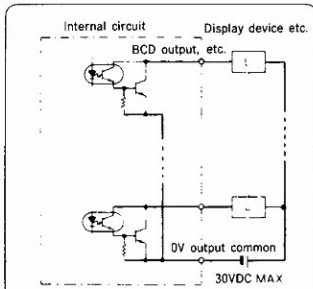 Internal circuit
Display device etc.
BCD output, etc.
L
L
0V output common
30VDC MAX